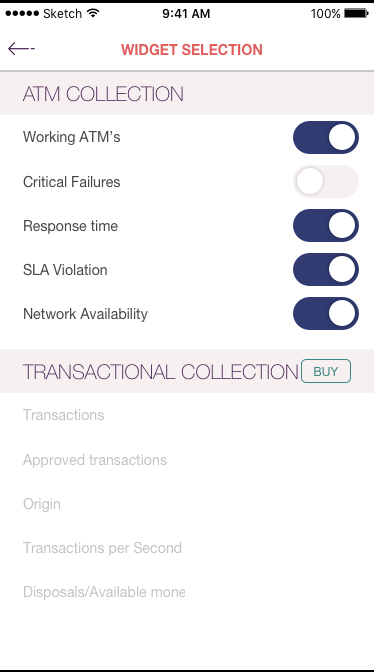 Sketch 9:41 AM 100%
WIDGET SELECTION
ATM COLLECTION
Working ATM's
Critical Failures
Response time
SLA Violation
Network Availability
TRANSACTIONAL COLLECTION BUY
Transactions
Approved transactions
Origin
Transactions per Second
Disposals/Available mone